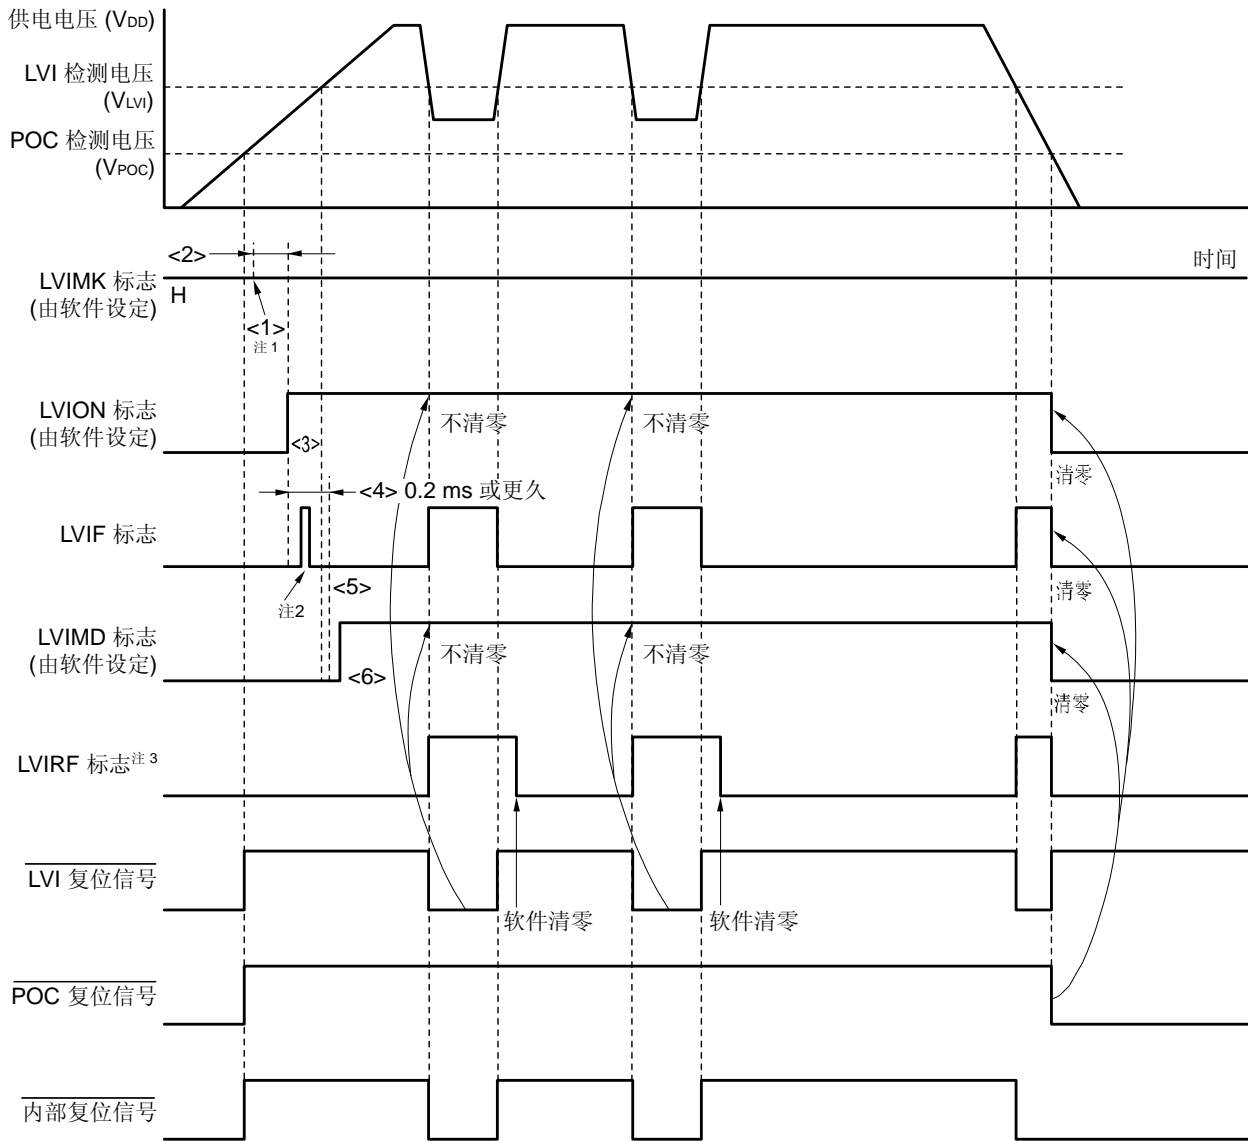 供电电压 (VDD)
LVI 检测电压
(VLVI)
POC 检测电压
(VPOC)
<2>
时间
LVIMK 标志
(由软件设定)
H
<1>
注 1
LVION 标志
(由软件设定)
<3>
不清零
不清零
清零
<4> 0.2 ms 或更久
LVIF 标志
<5>
注2
清零
LVIMD 标志
(由软件设定)
<6>
不清零
不清零
清零
LVIRF 标志注 3
LVI 复位信号
软件清零
软件清零
POC 复位信号
内部复位信号